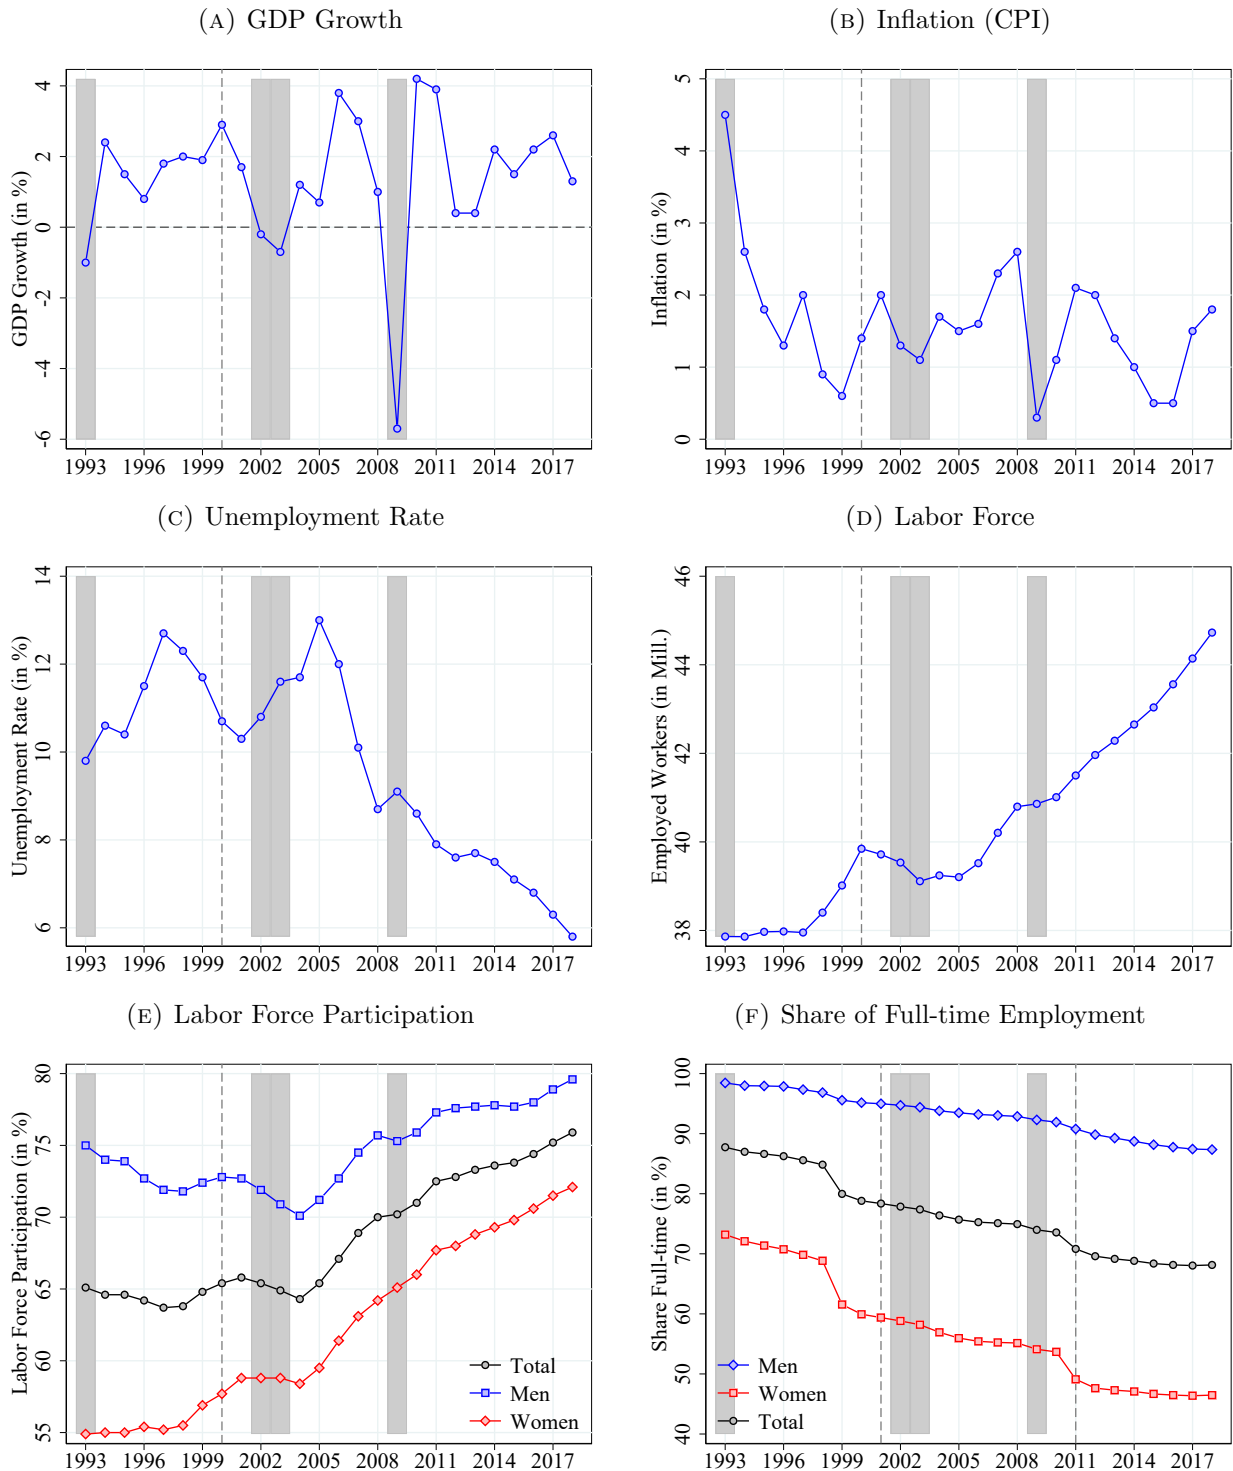 (A) GDP Growth
GDP Growth (in %)
4
2
0
-2
-4
-6
1993 1996 1999 2002 2005 2008 2011 2014 2017
(B) Inflation (CPI)
Inflation (in %)
5
4
3
2
1
0
1993 1996 1999 2002 2005 2008 2011 2014 2017
(C) Unemployment Rate
Unemployment Rate (in %)
14
12
10
8
6
1993 1996 1999 2002 2005 2008 2011 2014 2017
(D) Labor Force
Employed Workers (in Mill.)
46
44
42
40
38
1993 1996 1999 2002 2005 2008 2011 2014 2017
(E) Labor Force Participation
Labor Force Participation (in %)
80
75
70
65
60
55
Total
Men
Women
1993 1996 1999 2002 2005 2008 2011 2014 2017
(F) Share of Full-time Employment
Share Full-time (in %)
100
90
80
70
60
50
40
Men
Women
Total
1993 1996 1999 2002 2005 2008 2011 2014 2017